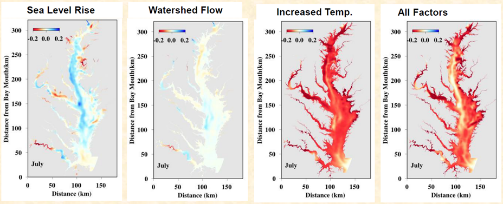 Sea Level Rise
Watershed Flow
Increased Temp.
All Factors
-0.2 0.0 0.2
-0.2 0.0 0.2
-0.2 0.0 0.2
-0.2 0.0 0.2
Distance from Bay Mouth(km)
300
250
200
150
100
50
0
July
0 50 100 150
Distance (km)
Distance from Bay Mouth(km)
300
250
200
150
100
50
0
July
0 50 100 150
Distance (km)
Distance from Bay Mouth(km)
300
250
200
150
100
50
0
July
0 50 100 150
Distance (km)
Distance from Bay Mouth(km)
300
250
200
150
100
50
0
July
0 50 100 150
Distance (km)